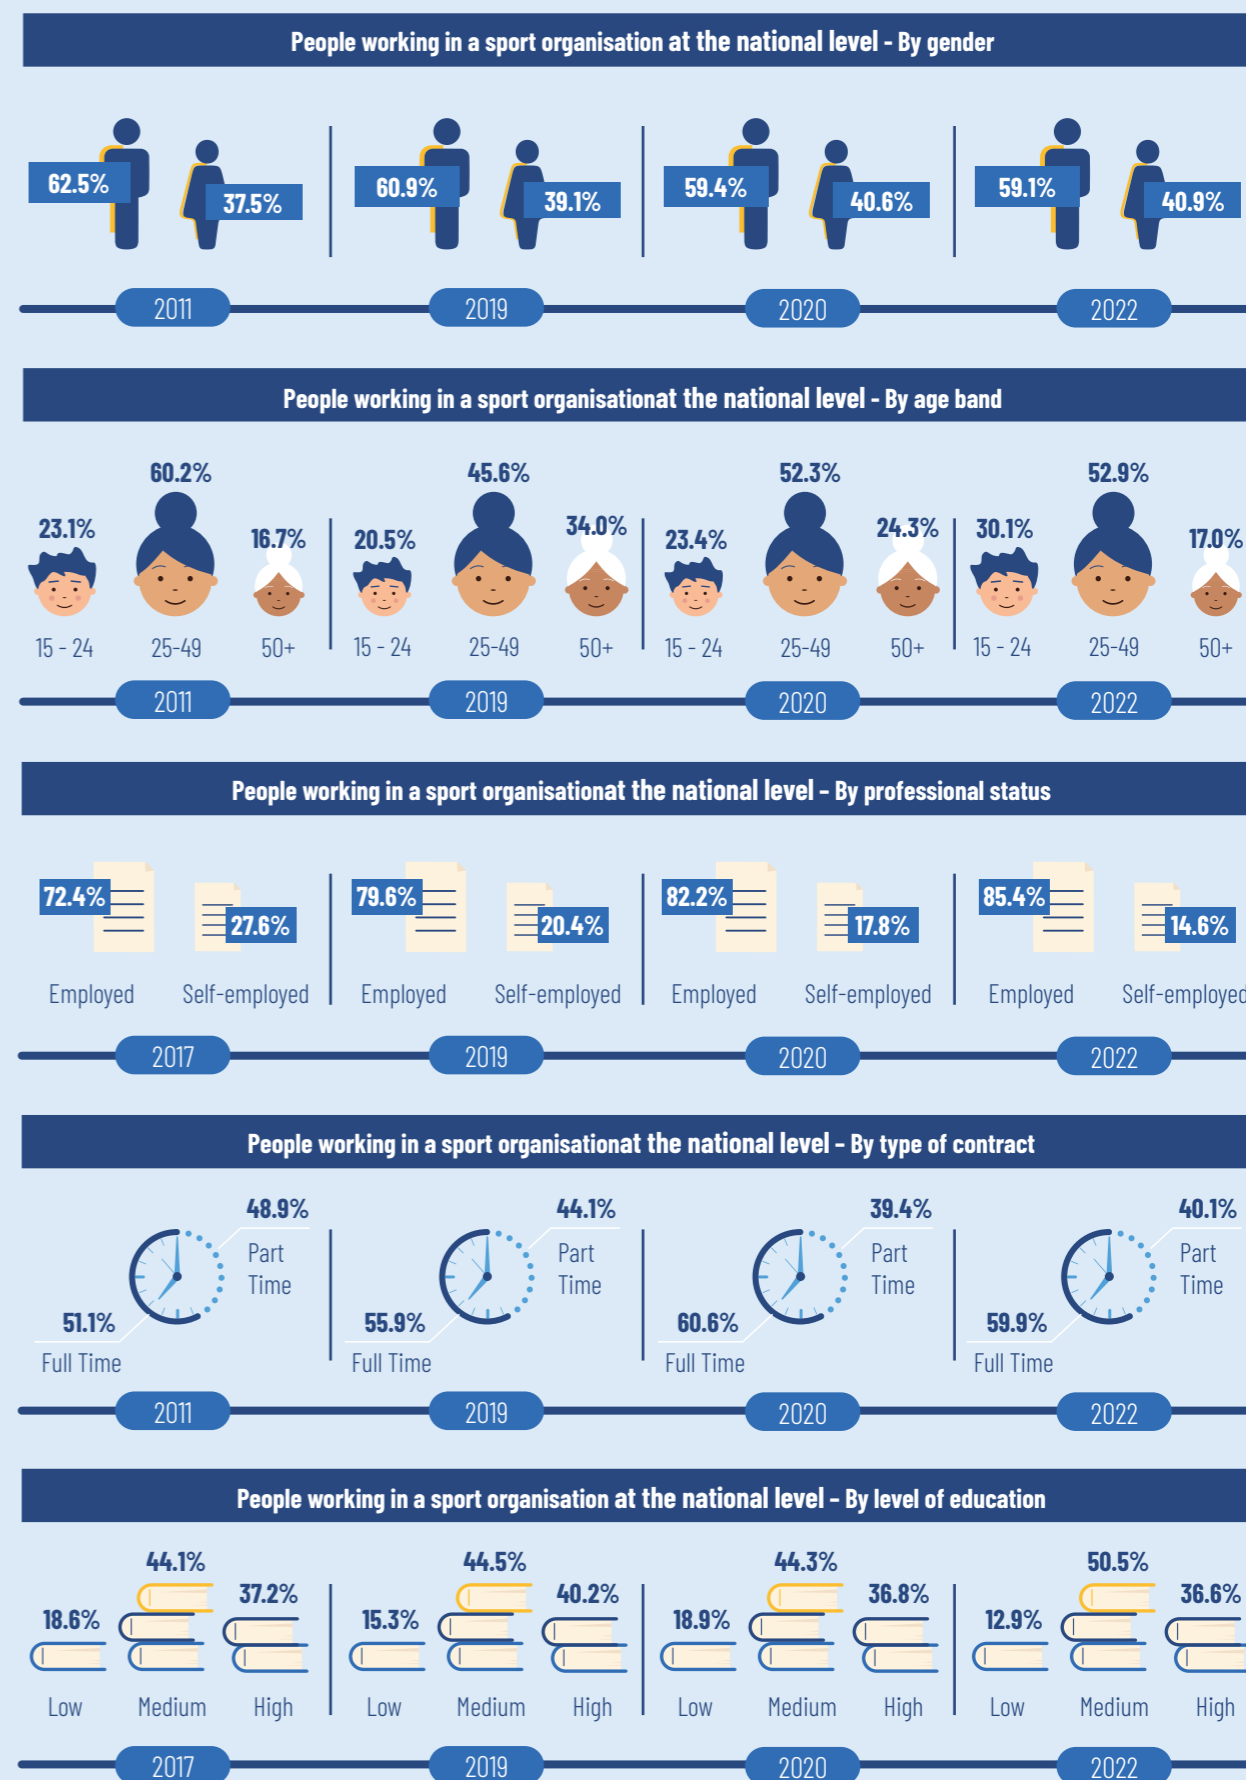 People working in a sport organisation at the national level - By gender
62.5% 37.5% 60.9% 39.1% 59.4% 40.6% 59.1% 40.9%
2011 2019 2020 2022
People working in a sport organisationat the national level - By age band
23.1% 60.2% 16.7% 20.5% 45.6% 34.0% 23.4% 52.3% 24.3% 30.1% 52.9% 17.0%
15 - 24 25-49 50+ 15 - 24 25-49 50+ 15 - 24 25-49 50+ 15 - 24 25-49 50+
2011 2019 2020 2022
People working in a sport organisationat the national level – By professional status
72.4% 27.6% 79.6% 20.4% 82.2% 17.8% 85.4% 14.6%
Employed Self-employed Employed Self-employed Employed Self-employed Employed Self-employed
2017 2019 2020 2022
People working in a sport organisationat the national level – By type of contract
48.9% 44.1% 39.4% 40.1%
Part Part Part Part
Time Time Time Time
51.1% 55.9% 60.6% 59.9%
Full Time Full Time Full Time Full Time
2011 2019 2020 2022
People working in a sport organisation at the national level – By level of education
18.6% 44.1% 37.2% 15.3% 44.5% 40.2% 18.9% 44.3% 36.8% 12.9% 50.5% 36.6%
Low Medium High Low Medium High Low Medium High Low Medium High
2017 2019 2020 2022